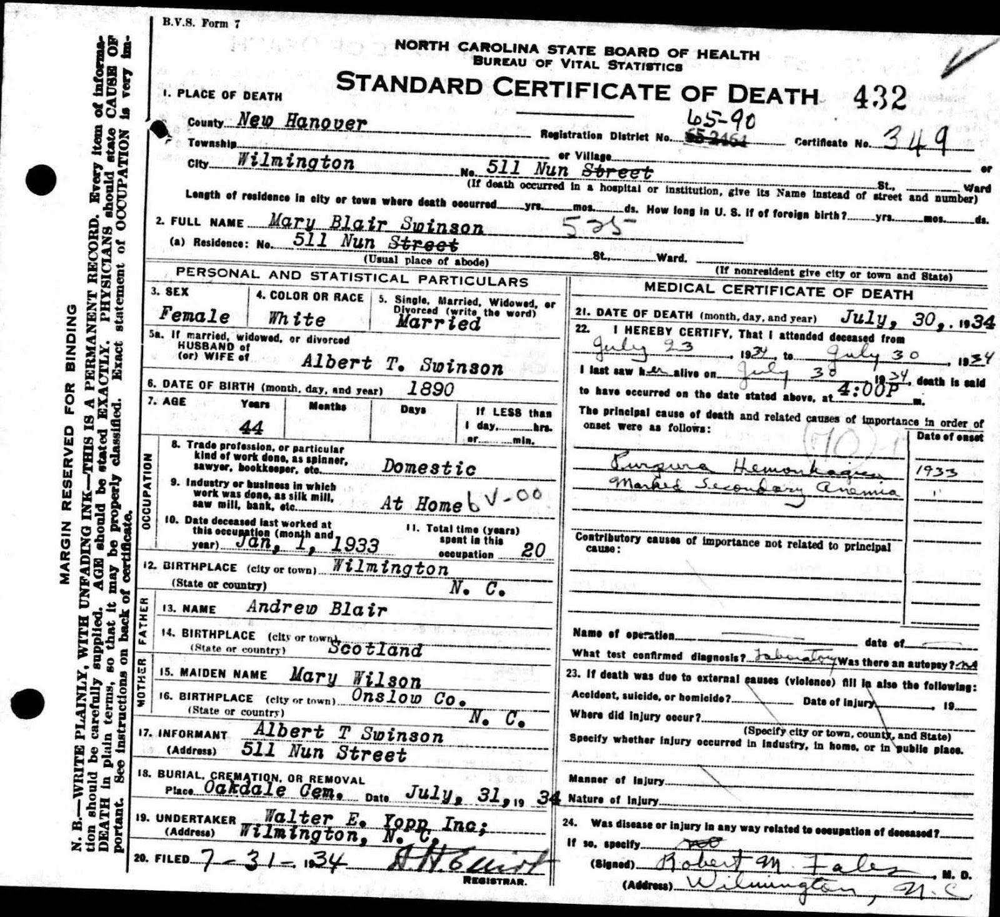 B.V.S. Form 7
NORTH CAROLINA STATE BOARD OF HEALTH
BUREAU OF VITAL STATISTICS
STANDARD CERTIFICATE OF DEATH 432
1. PLACE OF DEATH
County New Hanover Registration District No. 65-90 65 2464 Certificate No. 349
Township or Village or
City Wilmington No. 511 Nun Street St., Ward
(If death occurred in a hospital or institution, give its Name instead of street and number)
Length of residence in city or town where death occurred yrs. mos. ds. How long in U. S. if of foreign birth? yrs. mos. ds.
2. FULL NAME Mary Blair Swinson 525
(a) Residence: No. 511 Nun Street St., Ward.
(Usual place of abode) (If nonresident give city or town and State)
PERSONAL AND STATISTICAL PARTICULARS
3. SEX
Female
4. COLOR OR RACE
White
5. Single, Married, Widowed, or
Divorced (write the word)
Married
5a. If married, widowed, or divorced
HUSBAND of
(or) WIFE of Albert T. Swinson
6. DATE OF BIRTH (month, day, and year) 1890
7. AGE Years Months Days If LESS than
1 day, hrs.
44 or min.
OCCUPATION
8. Trade profession, or particular
kind of work done, as spinner,
sawyer, bookkeeper, etc. Domestic
9. Industry or business in which
work was done, as silk mill,
saw mill, bank, etc. At Home 6 V-00
10. Date deceased last worked at
this occupation (month and
year) Jan, 1, 1933
11. Total time (years)
spent in this
occupation 20
12. BIRTHPLACE (city or town) Wilmington
(State or country) N. C.
FATHER
13. NAME Andrew Blair
14. BIRTHPLACE (city or town)
(State or country) Scotland
MOTHER
15. MAIDEN NAME Mary Wilson
16. BIRTHPLACE (city or town) Onslow Co.
(State or country) N. C.
17. INFORMANT Albert T Swinson
(Address) 511 Nun Street
18. BURIAL, CREMATION, OR REMOVAL
Place Oakdale Cem. Date July, 31, 19 34
19. UNDERTAKER Walter E. Yopp Inc;
(Address) Wilmington, N. C.
20. FILED 7-31-. 1934
REGISTRAR.
MEDICAL CERTIFICATE OF DEATH
21. DATE OF DEATH (month, day, and year) July, 30,. 1934
22. I HEREBY CERTIFY, That I attended deceased from
July 23, 1934, to July 30, 1934
I last saw her alive on July 30, 1934, death is said
to have occurred on the date stated above, at 4:00P m.
The principal cause of death and related causes of importance in order of
onset were as follows: Date of onset
Purpura Hemorrhagica 1933
Marked Secondary Anemia "
Contributory causes of importance not related to principal
cause:
Name of operation date of
What test confirmed diagnosis? Laboratory Was there an autopsy? no
23. If death was due to external causes (violence) fill in also the following:
Accident, suicide, or homicide? Date of injury, 19
Where did injury occur?
(Specify city or town, county, and State)
Specify whether injury occurred in industry, in home, or in public place.
Manner of Injury
Nature of Injury
24. Was disease or injury in any way related to occupation of deceased?
If so, specify no
(Signed) Robert M. Fales, M. D.
(Address) Wilmington, N. C
MARGIN RESERVED FOR BINDING
N. B.—WRITE PLAINLY, WITH UNFADING INK—THIS IS A PERMANENT RECORD. Every item of informa-
tion should be carefully supplied. AGE should be stated EXACTLY. PHYSICIANS should state CAUSE OF
DEATH in plain terms, so that it may be properly classified. Exact statement of OCCUPATION is very im-
portant. See instructions on back of certificate.